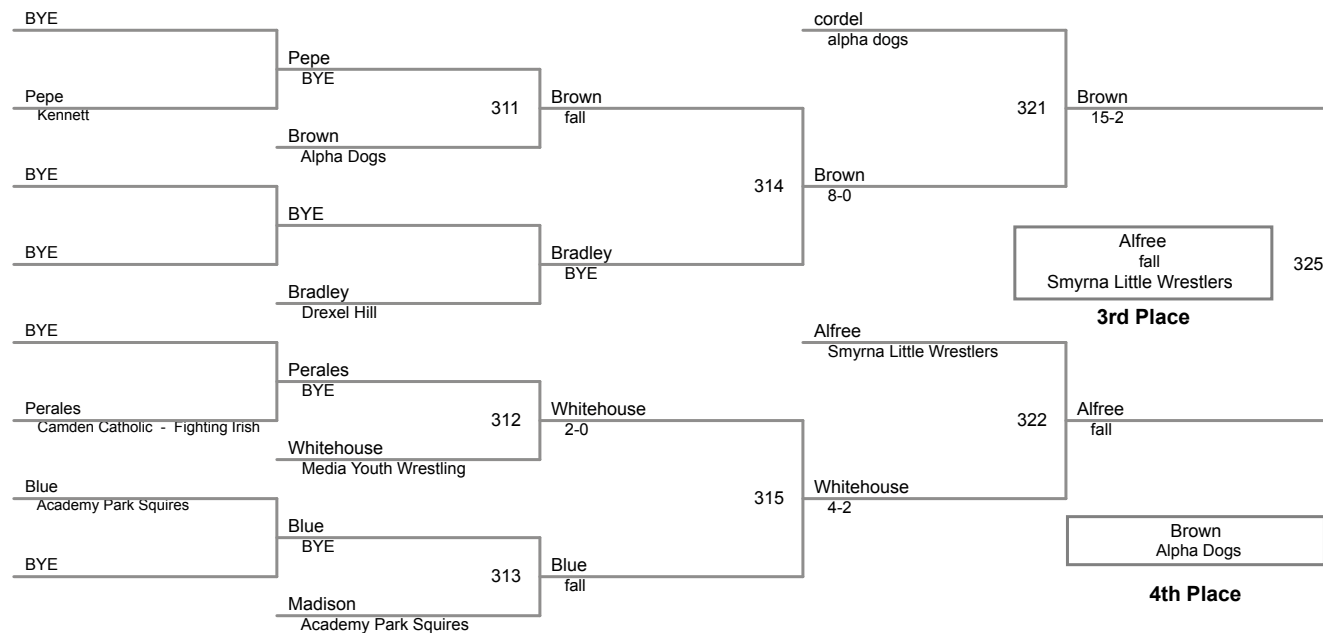 BYE
Pepe
Kennett
BYE
BYE
BYE
Perales
Camden Catholic - Fighting Irish
Blue
Academy Park Squires
BYE
Pepe
BYE
311
Brown
Alpha Dogs
BYE
Bradley
Drexel Hill
Perales
BYE
312
Whitehouse
Media Youth Wrestling
Blue
BYE
313
Madison
Academy Park Squires
Brown
fall
314
Bradley
BYE
Whitehouse
2-0
315
Blue
fall
cordel
alpha dogs
321
Brown
8-0
Alfree
Smyrna Little Wrestlers
322
Whitehouse
4-2
Brown
15-2
Alfree
fall
Smyrna Little Wrestlers
325
3rd Place
Alfree
fall
Brown
Alpha Dogs
4th Place